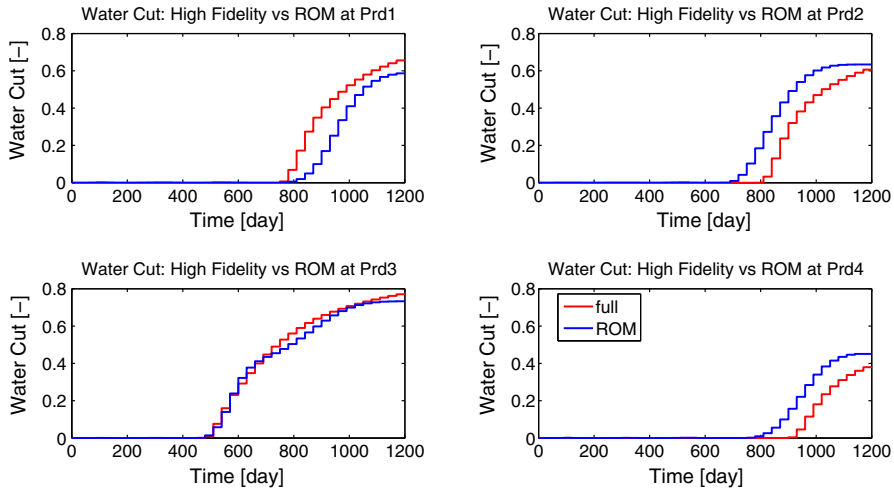 Water Cut: High Fidelity vs ROM at Prd1
Water Cut [−]
0.8
0.6
0.4
0.2
0
0 200 400 600 800 1000 1200
Time [day]
Water Cut: High Fidelity vs ROM at Prd2
Water Cut [−]
0.8
0.6
0.4
0.2
0
0 200 400 600 800 1000 1200
Time [day]
Water Cut: High Fidelity vs ROM at Prd3
Water Cut [−]
0.8
0.6
0.4
0.2
0
0 200 400 600 800 1000 1200
Time [day]
Water Cut: High Fidelity vs ROM at Prd4
Water Cut [−]
0.8
0.6
0.4
0.2
0
full
ROM
0 200 400 600 800 1000 1200
Time [day]